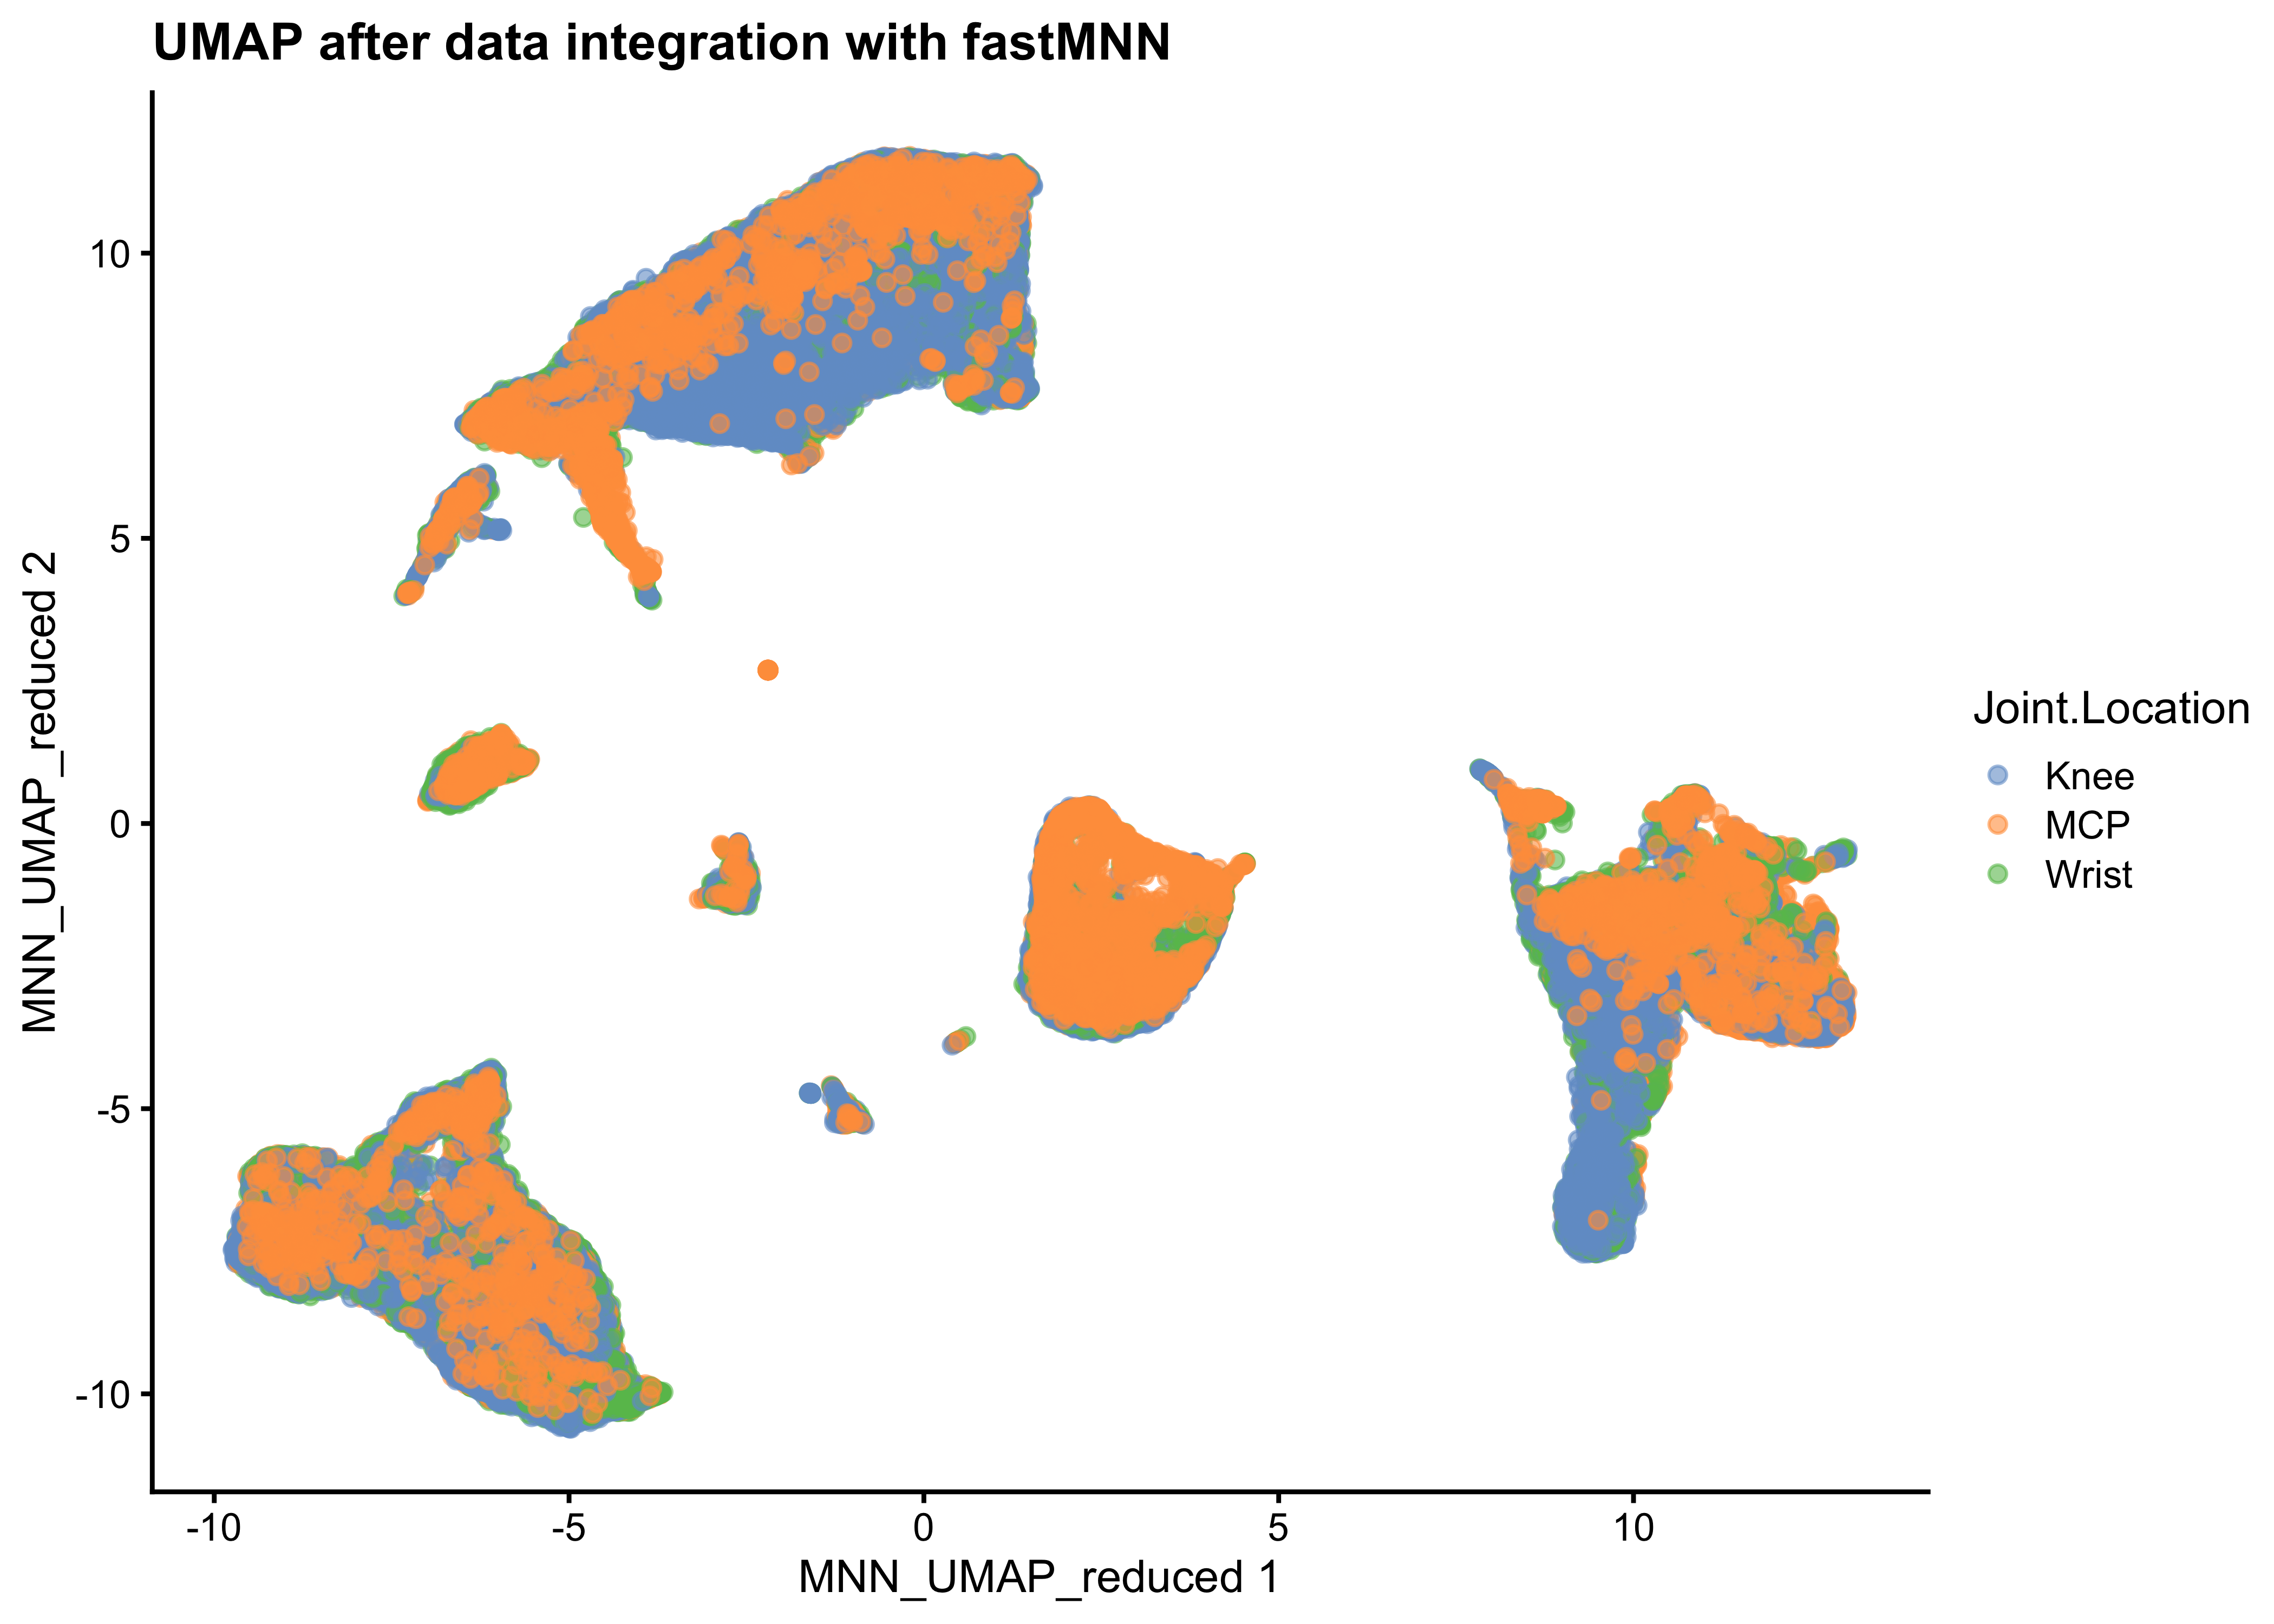 UMAP after data integration with fastMNN
MNN_UMAP_reduced 2
10
5
0
-5
-10
-10
-5
0
5
10
MNN_UMAP_reduced 1
Joint.Location
Knee
MCP
Wrist